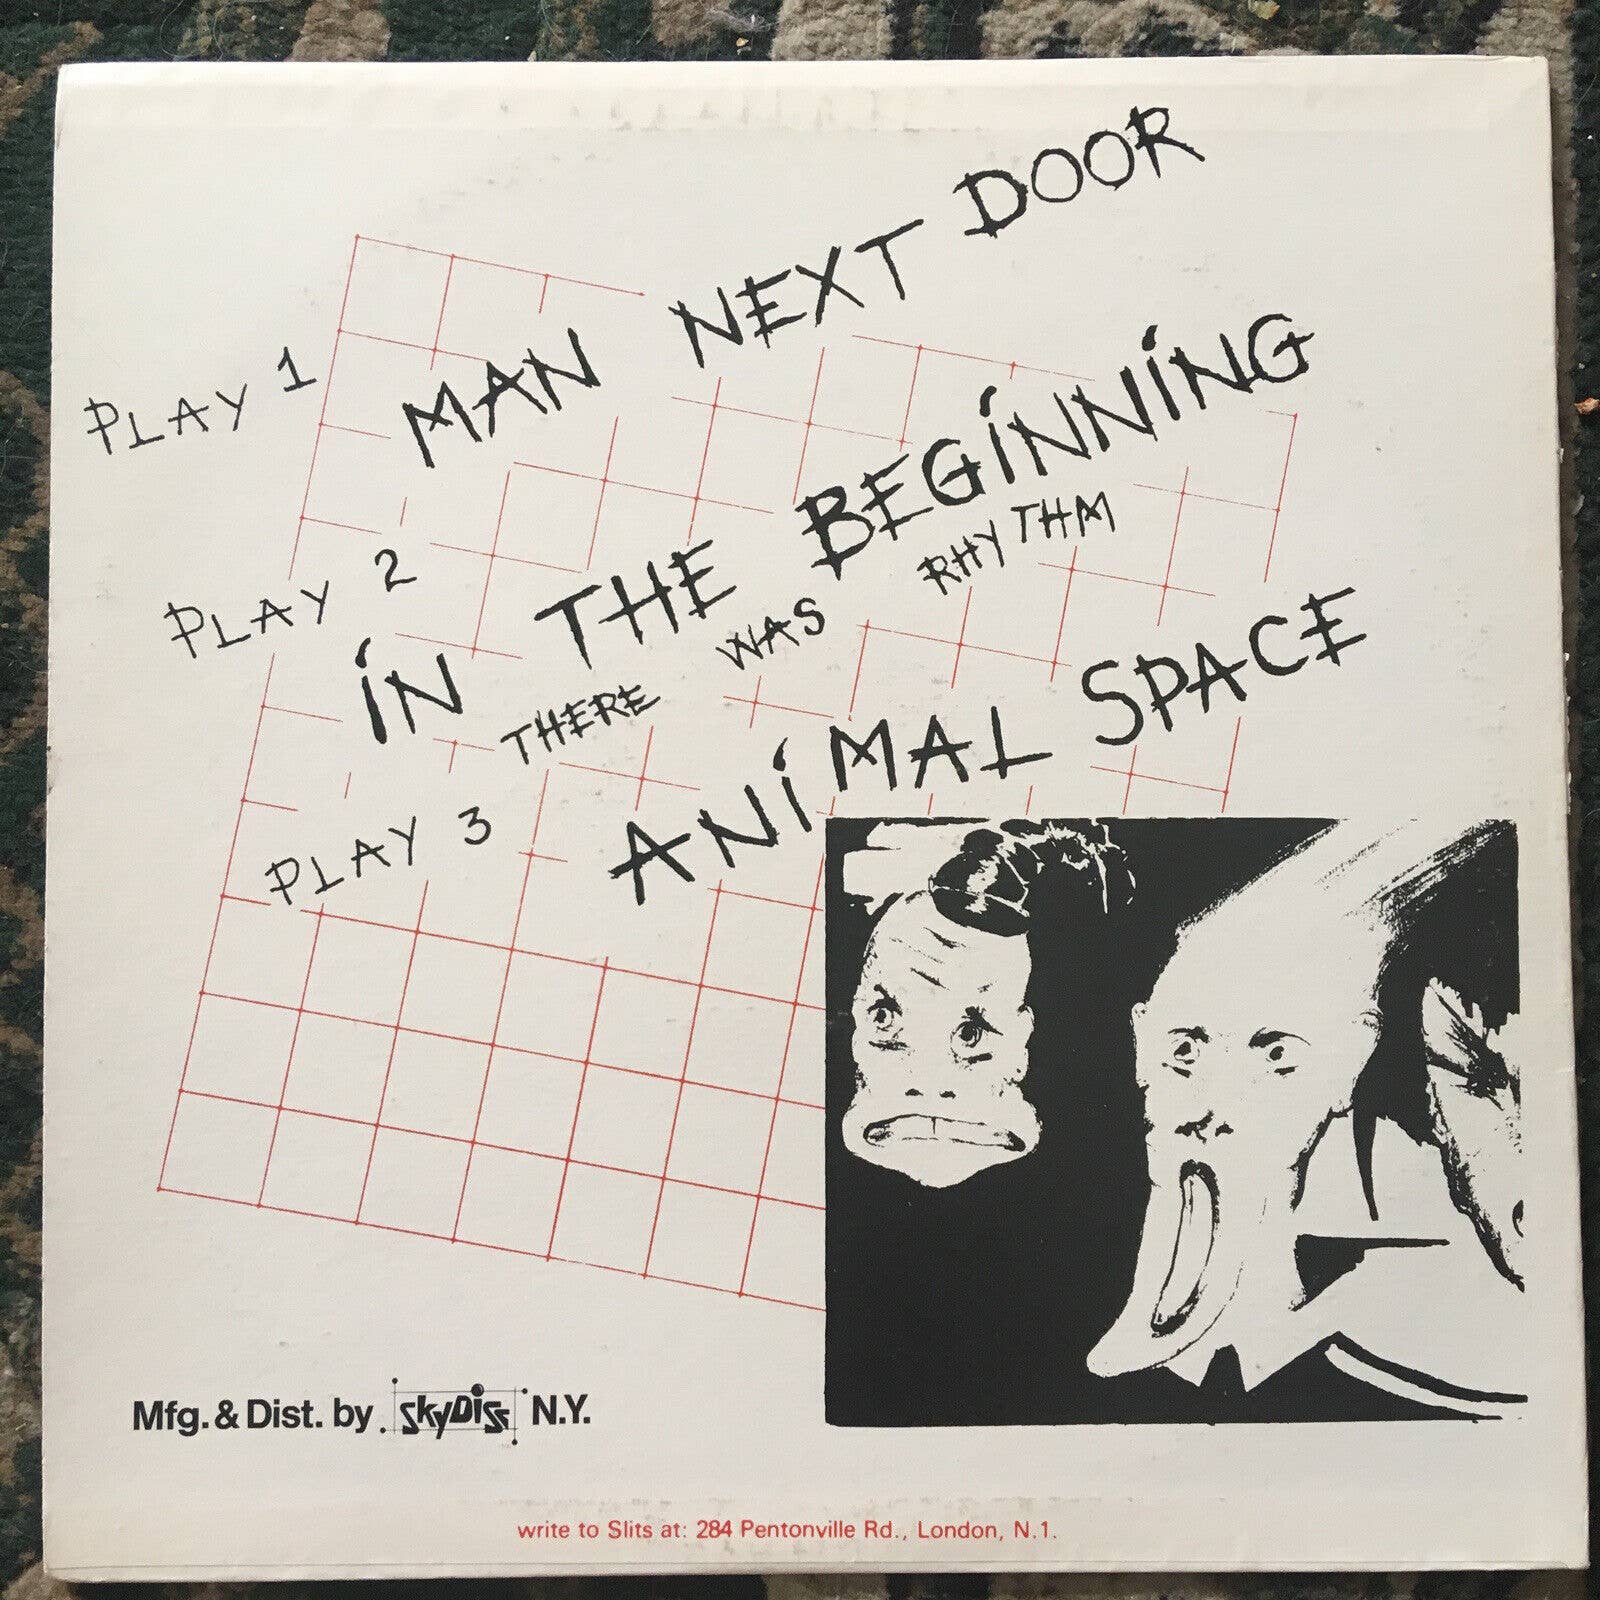 PLAY 1 MAN NEXT DOOR
PLAY 2 iN THE BEGiNNiNG
THERE WAS RHYTHM
PLAY 3 ANiMAL SPACE
Mfg. & Dist. by SKyDisc N.Y.
write to Slits at: 284 Pentonville Rd., London, N.1.